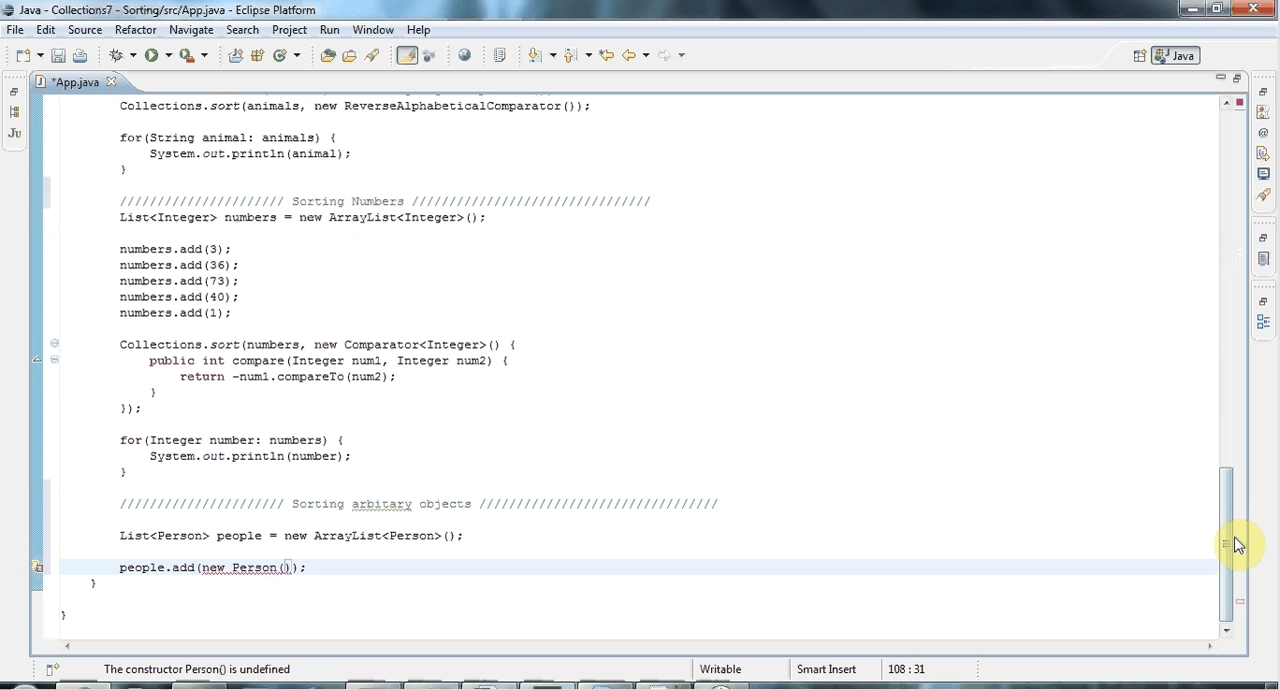 Java - Collections7 - Sorting/src/App.java - Eclipse Platform
File Edit Source Refactor Navigate Search Project Run Window Help
Java
*App.java
Ju
@
Collections.sort(animals, new ReverseAlphabeticalComparator());
for(String animal: animals) {
System.out.println(animal);
}
////////////////////// Sorting Numbers ////////////////////////////////
List<Integer> numbers = new ArrayList<Integer>();
numbers.add(3);
numbers.add(36);
numbers.add(73);
numbers.add(40);
numbers.add(1);
Collections.sort(numbers, new Comparator<Integer>() {
public int compare(Integer num1, Integer num2) {
return -num1.compareTo(num2);
}
});
for(Integer number: numbers) {
System.out.println(number);
}
////////////////////// Sorting arbitary objects ////////////////////////////////
List<Person> people = new ArrayList<Person>();
people.add(new Person());
}
}
The constructor Person() is undefined
Writable
Smart Insert
108 : 31